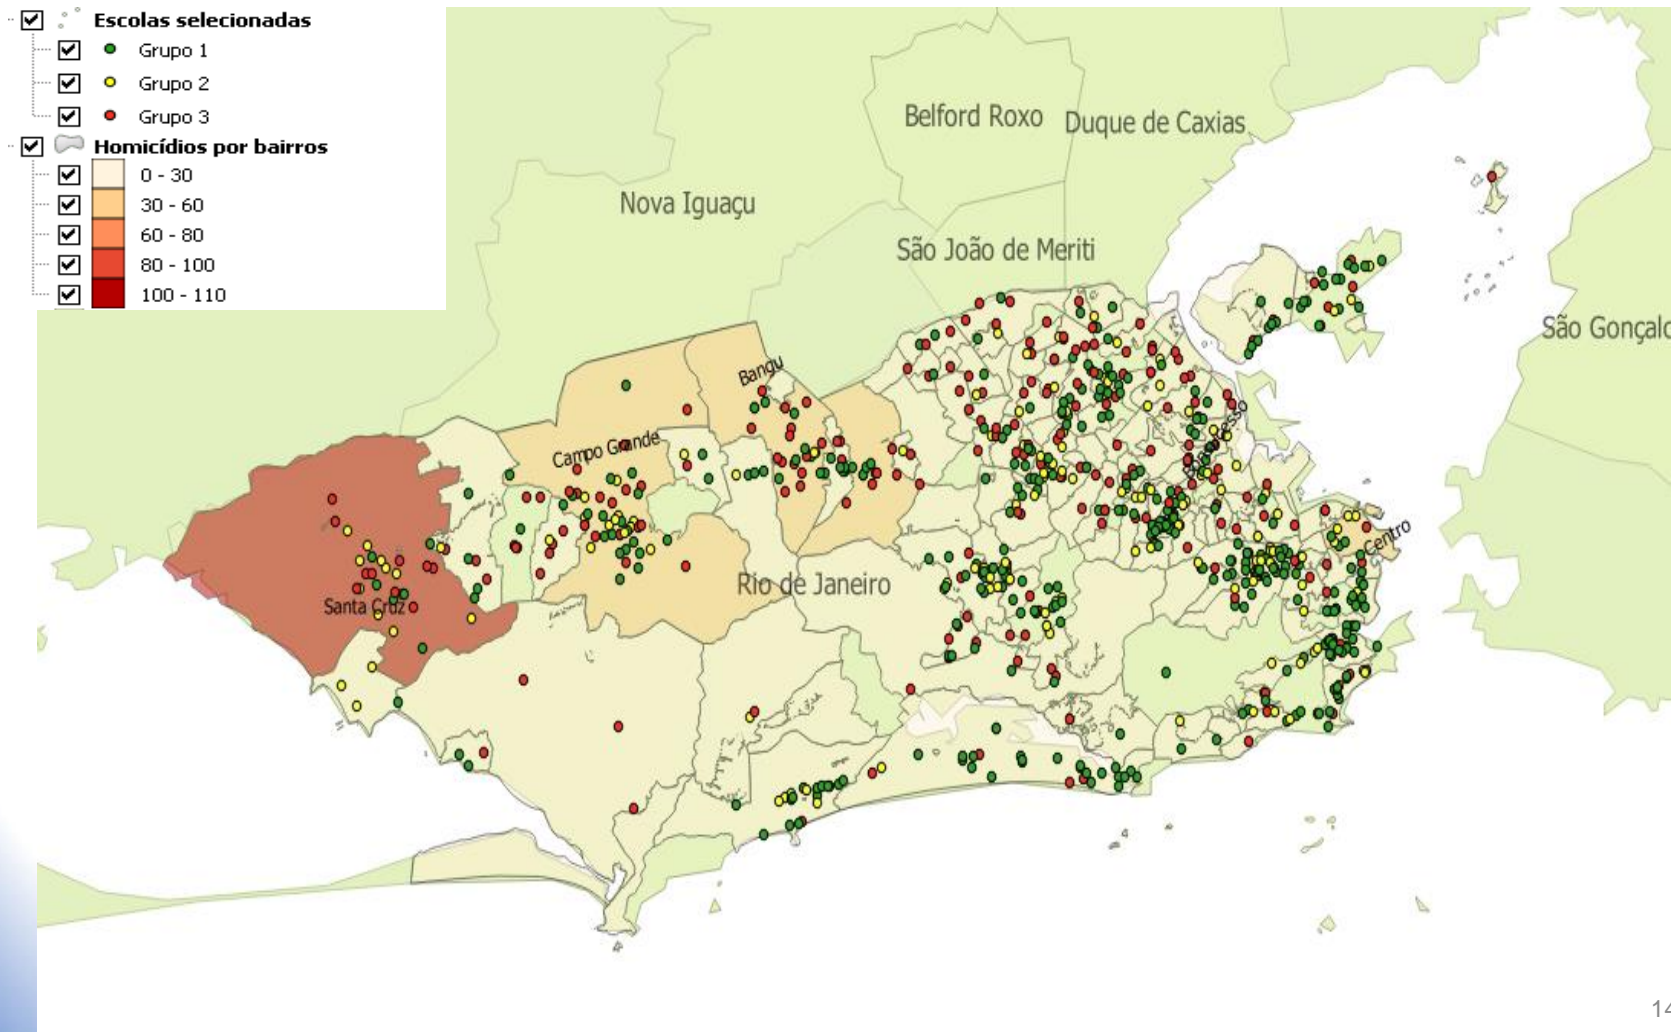 Escolas selecionadas
Grupo 1
Grupo 2
Grupo 3
Homicídios por bairros
0 - 30
30 - 60
60 - 80
80 - 100
100 - 110
Belford Roxo
Duque de Caxias
Nova Iguaçu
São João de Meriti
São Gonçalo
Bangu
Campo Grande
Centro
Rio de Janeiro
Santa Cruz
14